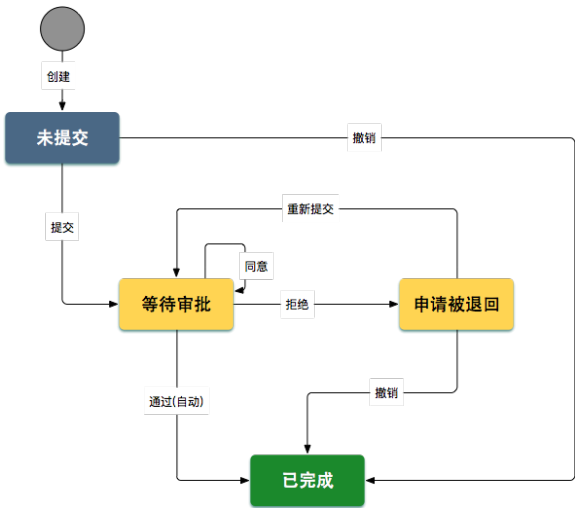 创建
未提交
撤销
重新提交
提交
同意
等待审批
拒绝
申请被退回
通过(自动)
撤销
已完成